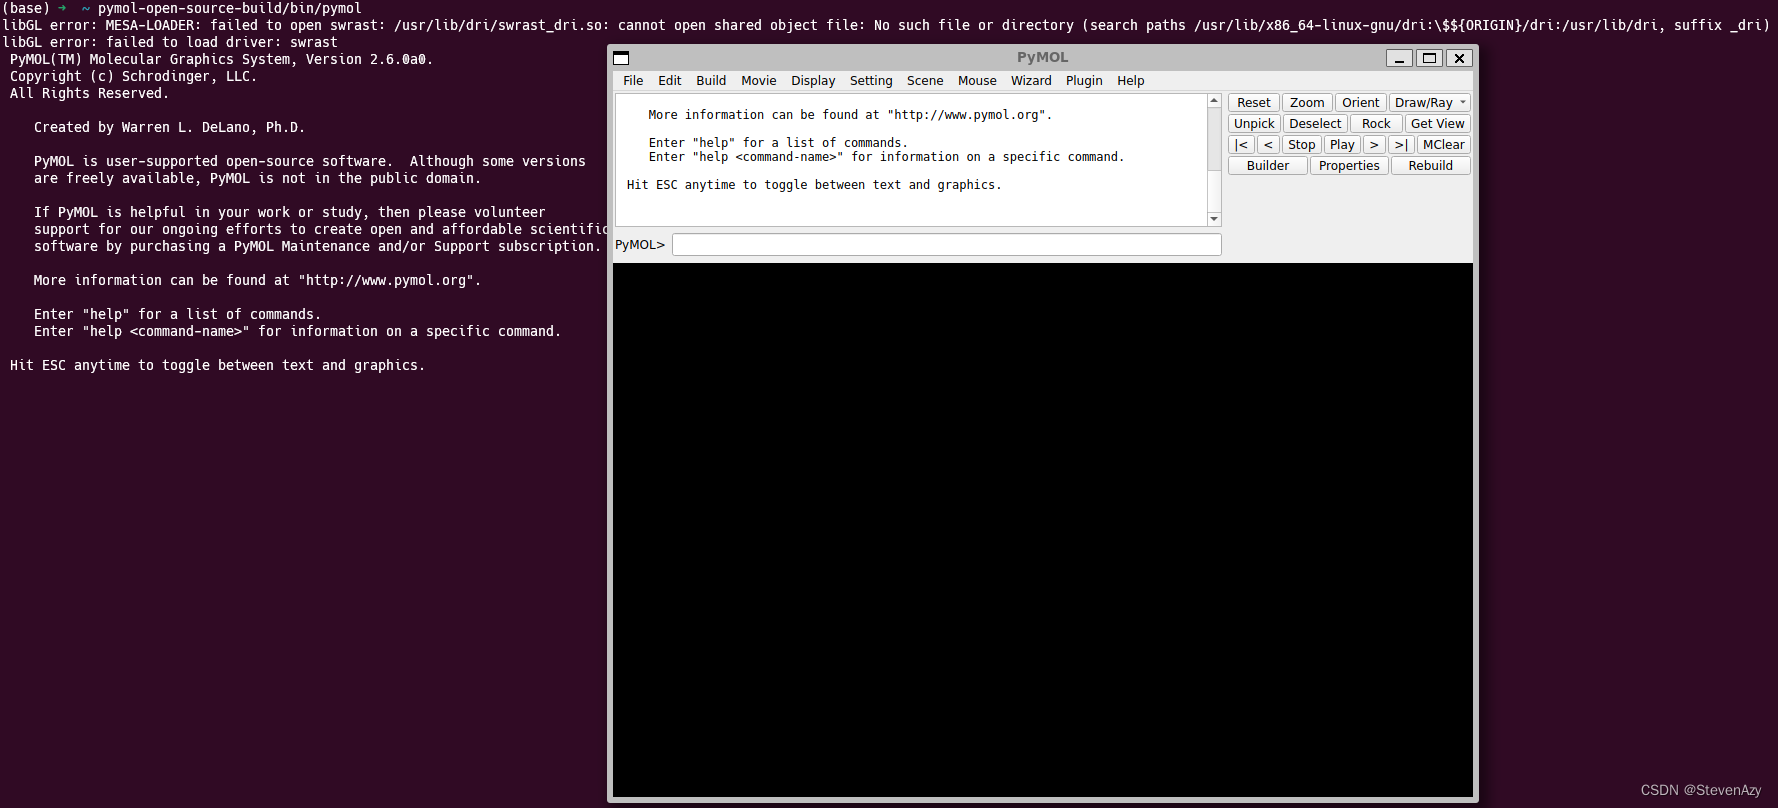 (base) ➜  ~ pymol-open-source-build/bin/pymol
libGL error: MESA-LOADER: failed to open swrast: /usr/lib/dri/swrast_dri.so: cannot open shared object file: No such file or directory (search paths /usr/lib/x86_64-linux-gnu/dri:\$${ORIGIN}/dri:/usr/lib/dri, suffix _dri)
libGL error: failed to load driver: swrast
PyMOL(TM) Molecular Graphics System, Version 2.6.0a0.
Copyright (c) Schrodinger, LLC.
All Rights Reserved.
Created by Warren L. DeLano, Ph.D.
PyMOL is user-supported open-source software.  Although some versions
are freely available, PyMOL is not in the public domain.
If PyMOL is helpful in your work or study, then please volunteer
support for our ongoing efforts to create open and affordable scientific
software by purchasing a PyMOL Maintenance and/or Support subscription.
More information can be found at "http://www.pymol.org".
Enter "help" for a list of commands.
Enter "help <command-name>" for information on a specific command.
Hit ESC anytime to toggle between text and graphics.
PyMOL
File Edit Build Movie Display Setting Scene Mouse Wizard Plugin Help
More information can be found at "http://www.pymol.org".
Enter "help" for a list of commands.
Enter "help <command-name>" for information on a specific command.
Hit ESC anytime to toggle between text and graphics.
PyMOL>
Reset Zoom Orient Draw/Ray
Unpick Deselect Rock Get View
|< < Stop Play > >| MClear
Builder Properties Rebuild
CSDN @StevenAzy